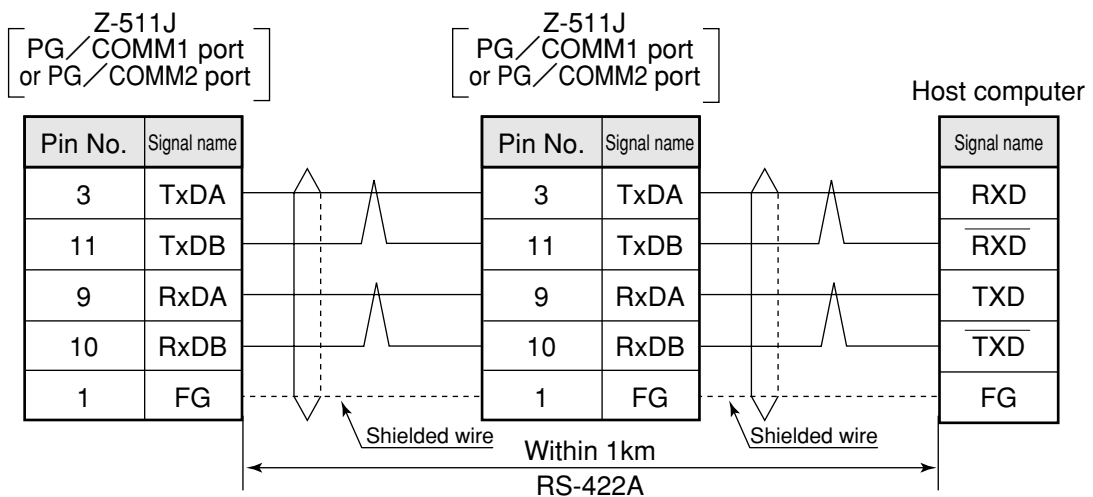 Z-511J
PG／COMM1 port
or PG／COMM2 port
Z-511J
PG／COMM1 port
or PG／COMM2 port
Host computer
Pin No. Signal name Pin No. Signal name Signal name
3 TxDA 3 TxDA RXD
11 TxDB 11 TxDB R̅X̅D̅
9 RxDA 9 RxDA TXD
10 RxDB 10 RxDB T̅X̅D̅
1 FG 1 FG FG
Shielded wire Shielded wire
Within 1km
RS-422A